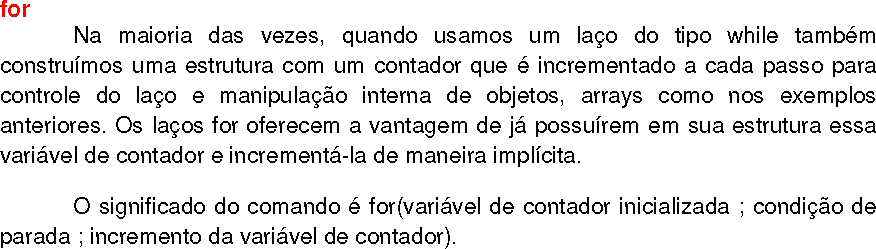 for
Na maioria das vezes, quando usamos um laço do tipo while também
construímos uma estrutura com um contador que é incrementado a cada passo para
controle do laço e manipulação interna de objetos, arrays como nos exemplos
anteriores. Os laços for oferecem a vantagem de já possuírem em sua estrutura essa
variável de contador e incrementá-la de maneira implícita.
O significado do comando é for(variável de contador inicializada ; condição de
parada ; incremento da variável de contador).